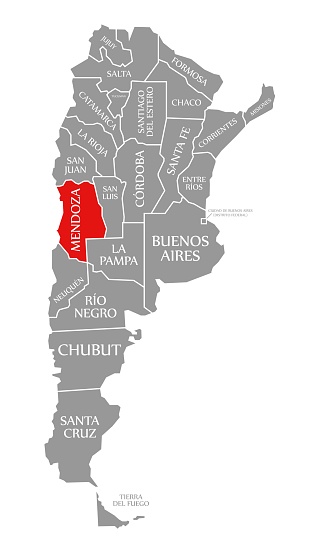 JUJUY
FORMOSA
SALTA
CHACO
CATAMARCA
TUCUMAN
SANTIAGO
DEL ESTERO
MISIONES
CORRIENTES
SANTA FE
LA RIOJA
SAN
JUAN
CÓRDOBA
ENTRE
RÍOS
MENDOZA
SAN
LUIS
CIUDAD DE BUENOS AIRES
(DISTRITO FEDERAL)
BUENOS
AIRES
LA
PAMPA
NEUQUEN
RÍO
NEGRO
CHUBUT
SANTA
CRUZ
TIERRA
DEL FUEGO